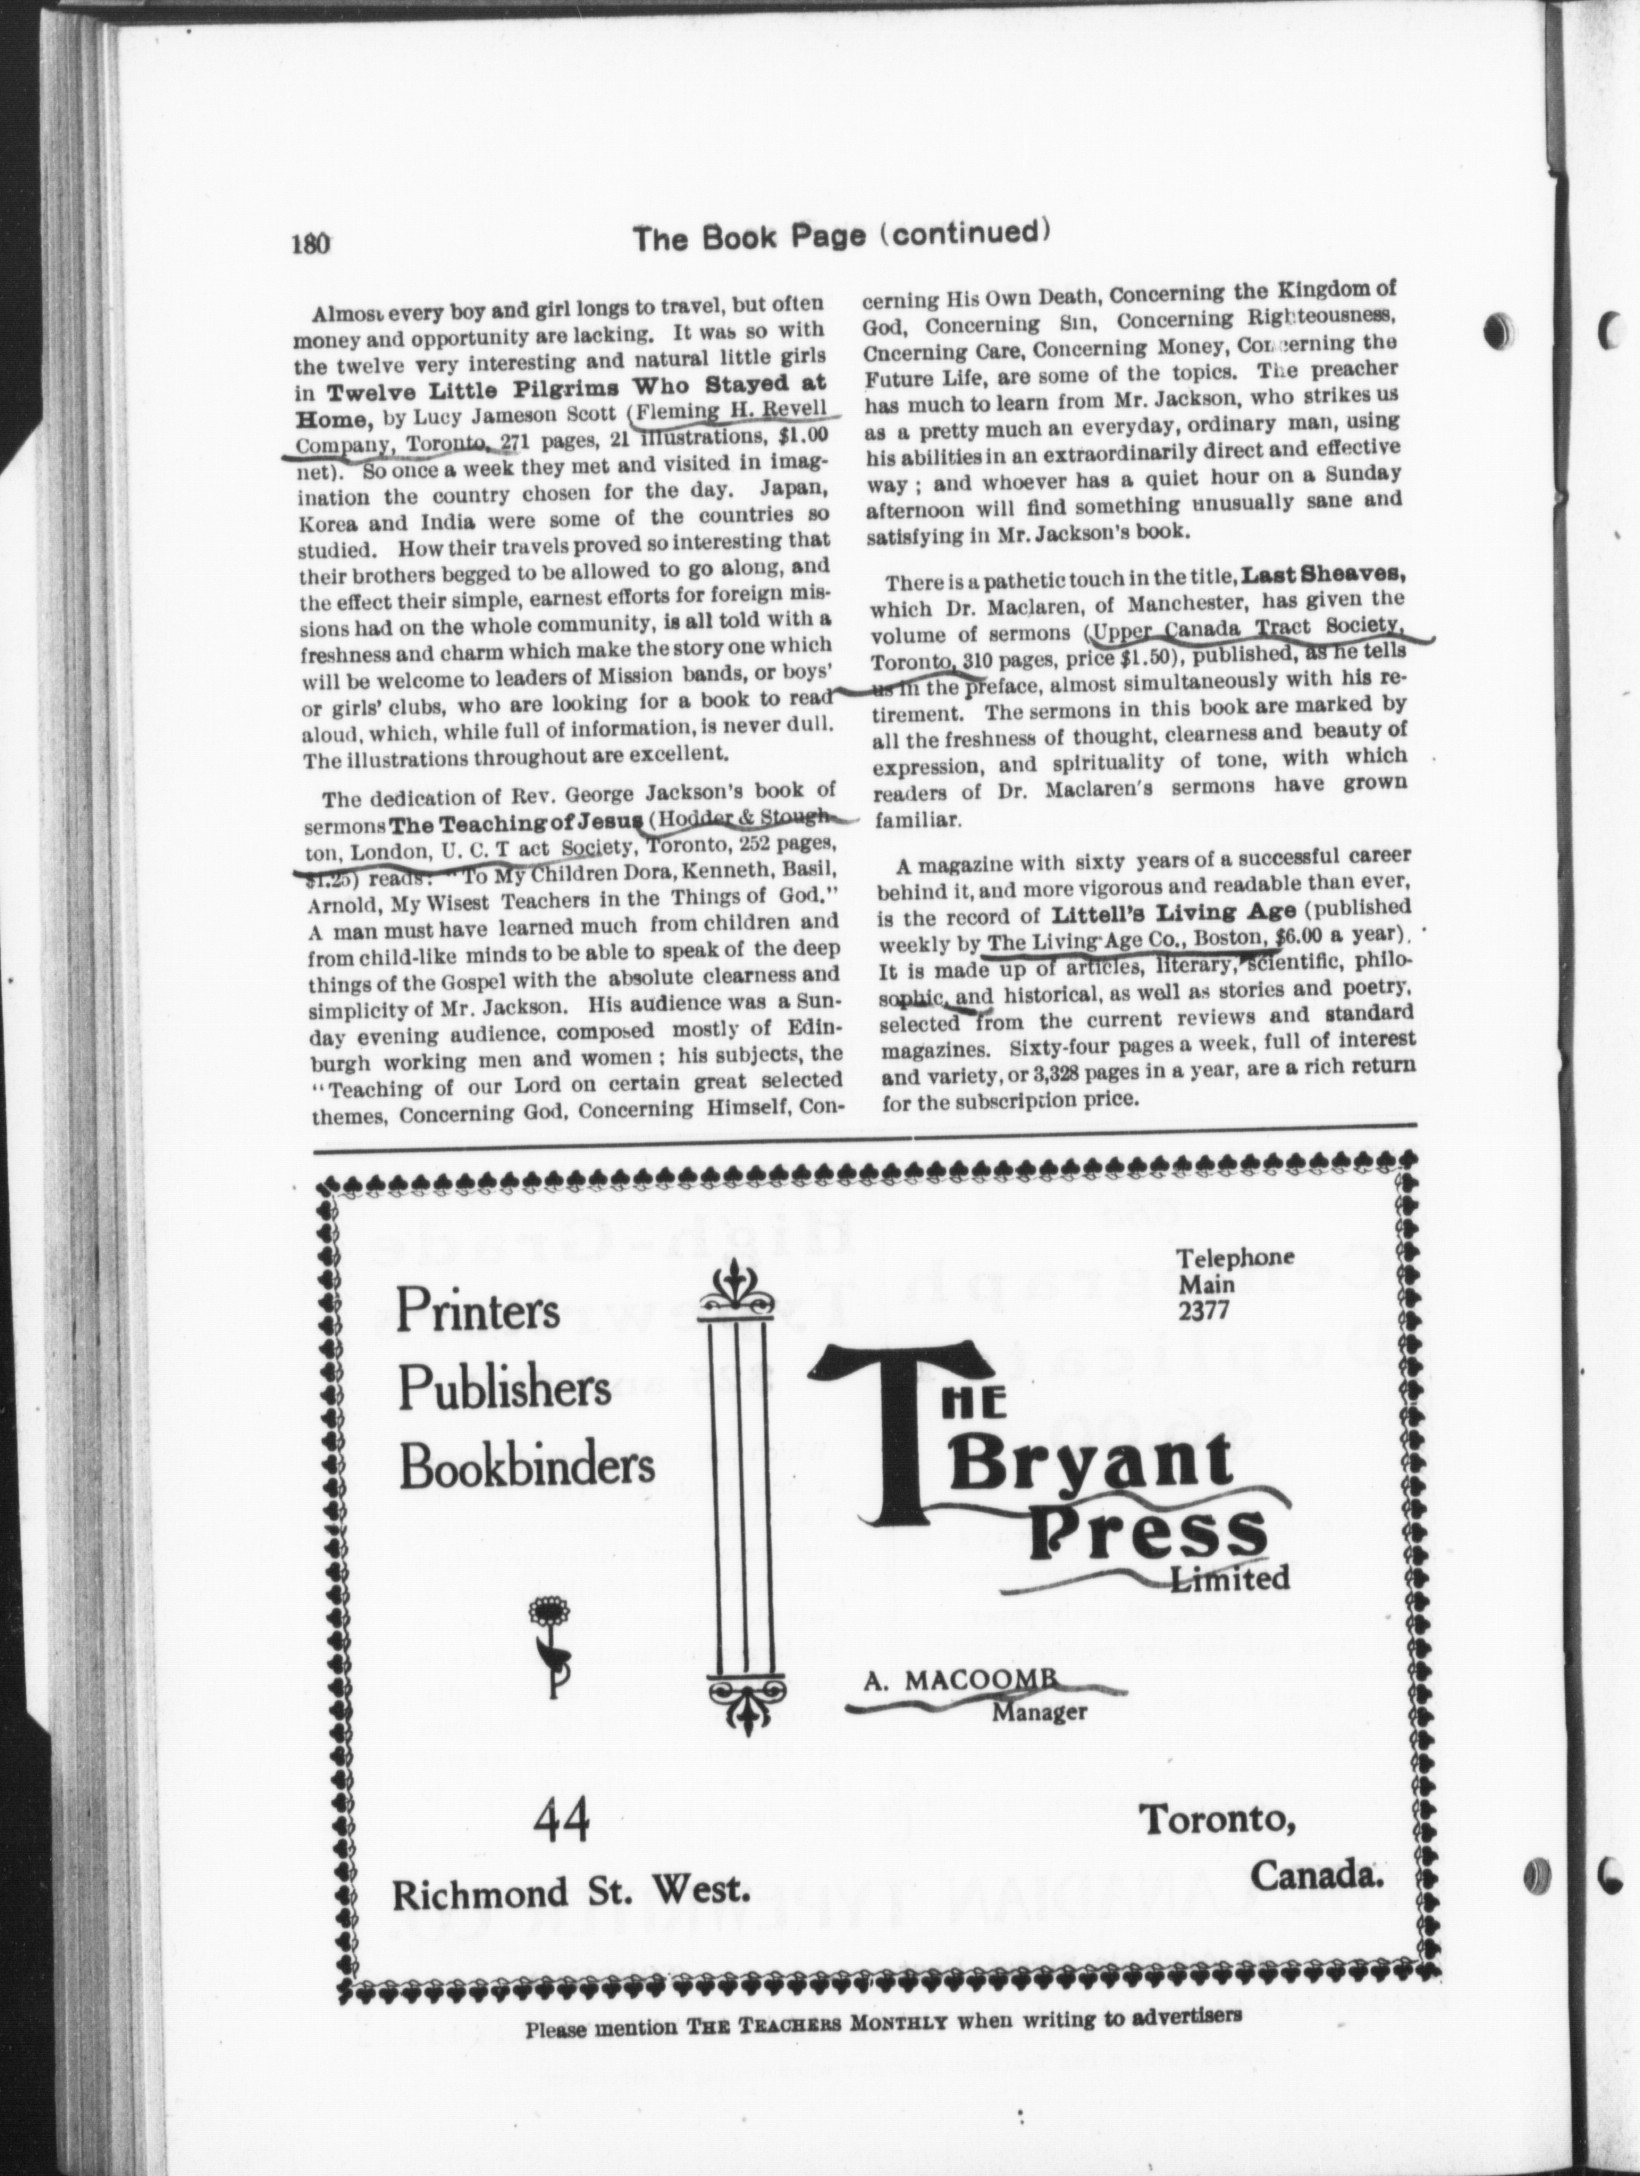 180
The Book Page (continued)
Almost every boy and girl longs to travel, but often
money and opportunity are lacking. It was so with
the twelve very interesting and natural little girls
in Twelve Little Pilgrims Who Stayed at
Home, by Lucy Jameson Scott (Fleming H. Revell
Company, Toronto, 271 pages, 21 illustrations, $1.00
net). So once a week they met and visited in imag-
ination the country chosen for the day. Japan,
Korea and India were some of the countries so
studied. How their travels proved so interesting that
their brothers begged to be allowed to go along, and
the effect their simple, earnest efforts for foreign mis-
sions had on the whole community, is all told with a
freshness and charm which make the story one which
will be welcome to leaders of Mission bands, or boys'
or girls' clubs, who are looking for a book to read
aloud, which, while full of information, is never dull.
The illustrations throughout are excellent.
The dedication of Rev. George Jackson's book of
sermons The Teaching of Jesus (Hodder & Stough-
ton, London, U. C. T act Society, Toronto, 252 pages,
$1.25) reads: "To My Children Dora, Kenneth, Basil,
Arnold, My Wisest Teachers in the Things of God."
A man must have learned much from children and
from child-like minds to be able to speak of the deep
things of the Gospel with the absolute clearness and
simplicity of Mr. Jackson. His audience was a Sun-
day evening audience, composed mostly of Edin-
burgh working men and women; his subjects, the
"Teaching of our Lord on certain great selected
themes, Concerning God, Concerning Himself, Con-
cerning His Own Death, Concerning the Kingdom of
God, Concerning Sin, Concerning Righteousness,
Cncerning Care, Concerning Money, Concerning the
Future Life, are some of the topics. The preacher
has much to learn from Mr. Jackson, who strikes us
as a pretty much an everyday, ordinary man, using
his abilities in an extraordinarily direct and effective
way; and whoever has a quiet hour on a Sunday
afternoon will find something unusually sane and
satisfying in Mr. Jackson's book.
There is a pathetic touch in the title, Last Sheaves,
which Dr. Maclaren, of Manchester, has given the
volume of sermons (Upper Canada Tract Society,
Toronto, 310 pages, price $1.50), published, as he tells
us in the preface, almost simultaneously with his re-
tirement. The sermons in this book are marked by
all the freshness of thought, clearness and beauty of
expression, and spirituality of tone, with which
readers of Dr. Maclaren's sermons have grown
familiar.
A magazine with sixty years of a successful career
behind it, and more vigorous and readable than ever,
is the record of Littell's Living Age (published
weekly by The Living Age Co., Boston, $6.00 a year).
It is made up of articles, literary, scientific, philo-
sophic, and historical, as well as stories and poetry,
selected from the current reviews and standard
magazines. Sixty-four pages a week, full of interest
and variety, or 3,328 pages in a year, are a rich return
for the subscription price.
Printers
Publishers
Bookbinders
Telephone
Main
2377
THE
Bryant
Press
Limited
A. MACOOMB
Manager
44
Richmond St. West.
Toronto,
Canada.
Please mention THE TEACHERS MONTHLY when writing to advertisers